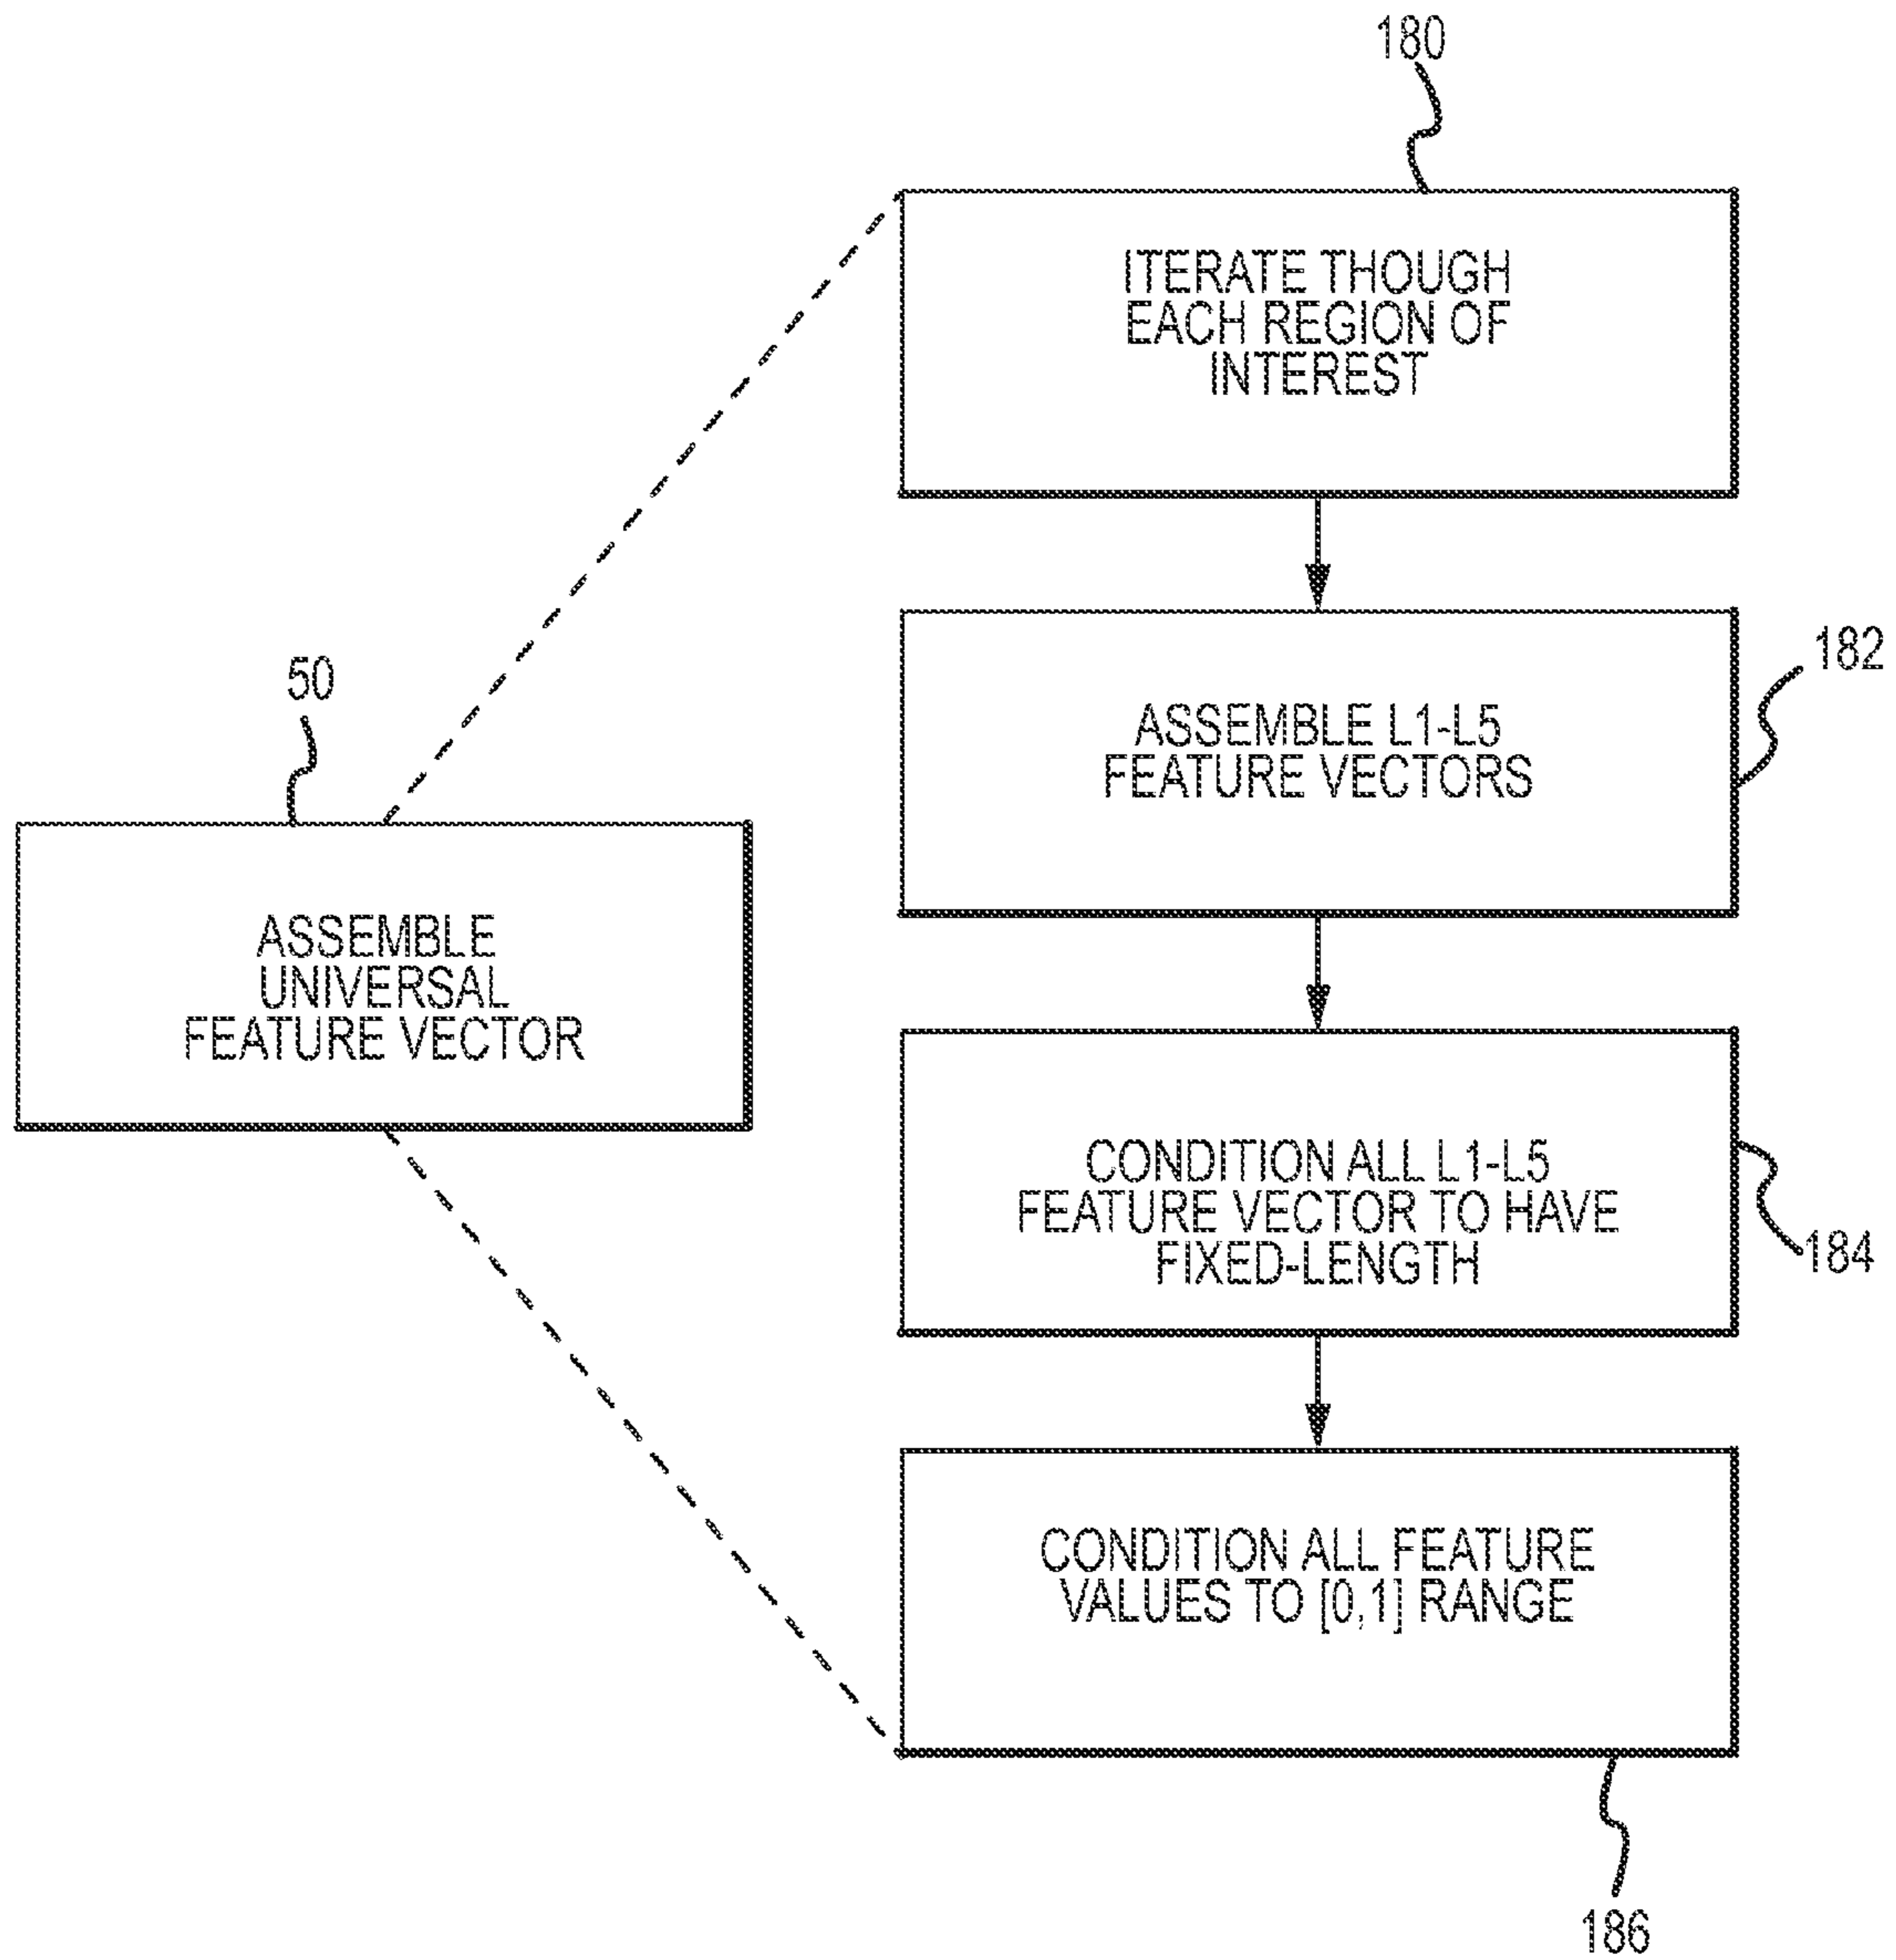 180
ITERATE THOUGH
EACH REGION OF
INTEREST
182
ASSEMBLE L1-L5
FEATURE VECTORS
50
ASSEMBLE
UNIVERSAL
FEATURE VECTOR
CONDITION ALL L1-L5
FEATURE VECTOR TO HAVE
FIXED-LENGTH
184
CONDITION ALL FEATURE
VALUES TO [0,1] RANGE
186